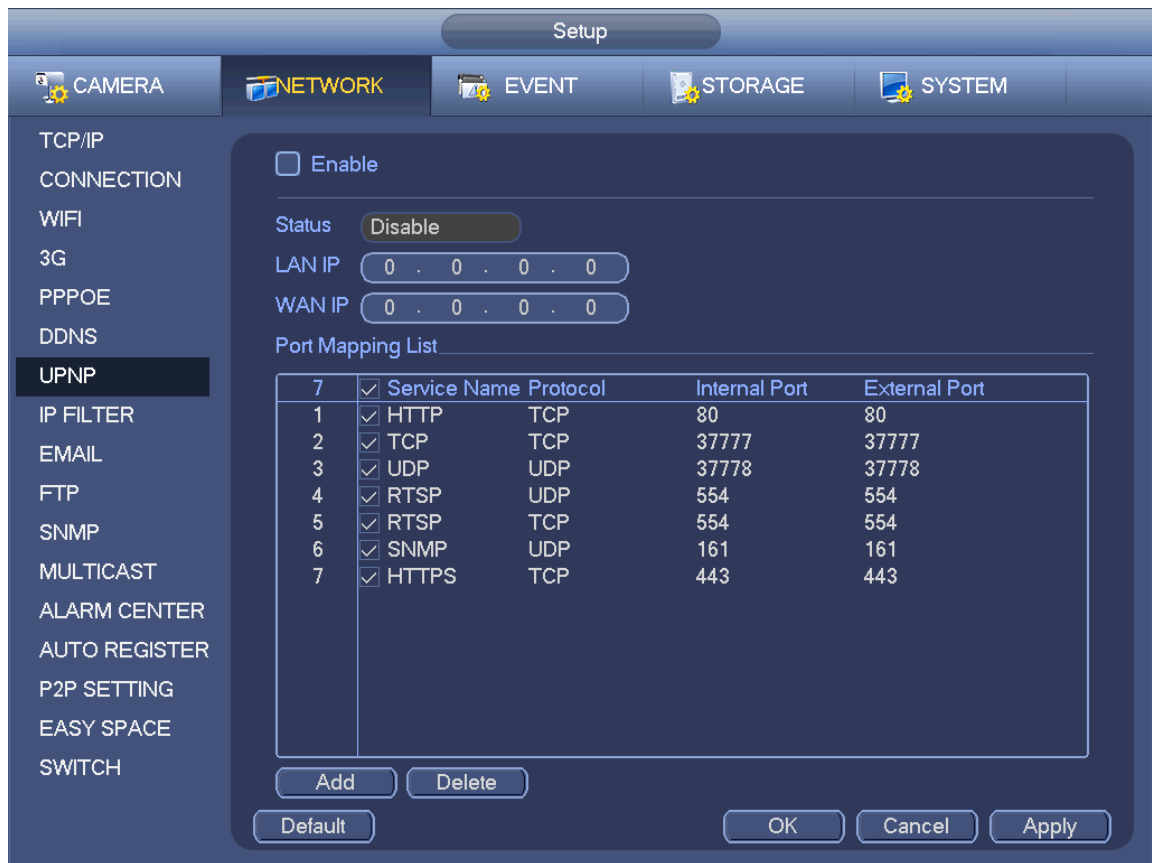 Setup
CAMERA NETWORK EVENT STORAGE SYSTEM
TCP/IP
CONNECTION
WIFI
3G
PPPOE
DDNS
UPNP
IP FILTER
EMAIL
FTP
SNMP
MULTICAST
ALARM CENTER
AUTO REGISTER
P2P SETTING
EASY SPACE
SWITCH
Enable
Status Disable
LAN IP 0 . 0 . 0 . 0
WAN IP 0 . 0 . 0 . 0
Port Mapping List
7 Service Name Protocol Internal Port External Port
1 HTTP TCP 80 80
2 TCP TCP 37777 37777
3 UDP UDP 37778 37778
4 RTSP UDP 554 554
5 RTSP TCP 554 554
6 SNMP UDP 161 161
7 HTTPS TCP 443 443
Add Delete
Default OK Cancel Apply